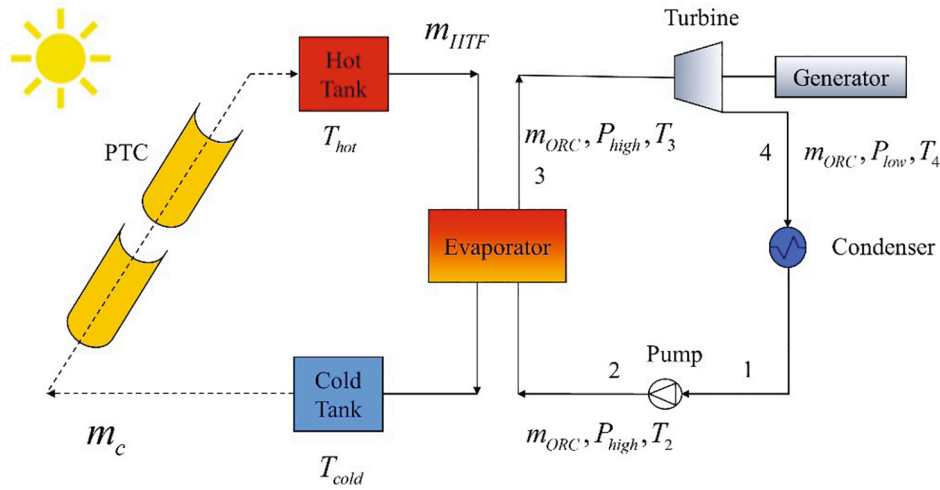 Turbine
m_HTF
Hot
Tank
Generator
PTC
T_hot
m_ORC, P_high, T_3
3
4
m_ORC, P_low, T_4
Evaporator
Condenser
Pump
Cold
Tank
2
1
m_c
m_ORC, P_high, T_2
T_cold